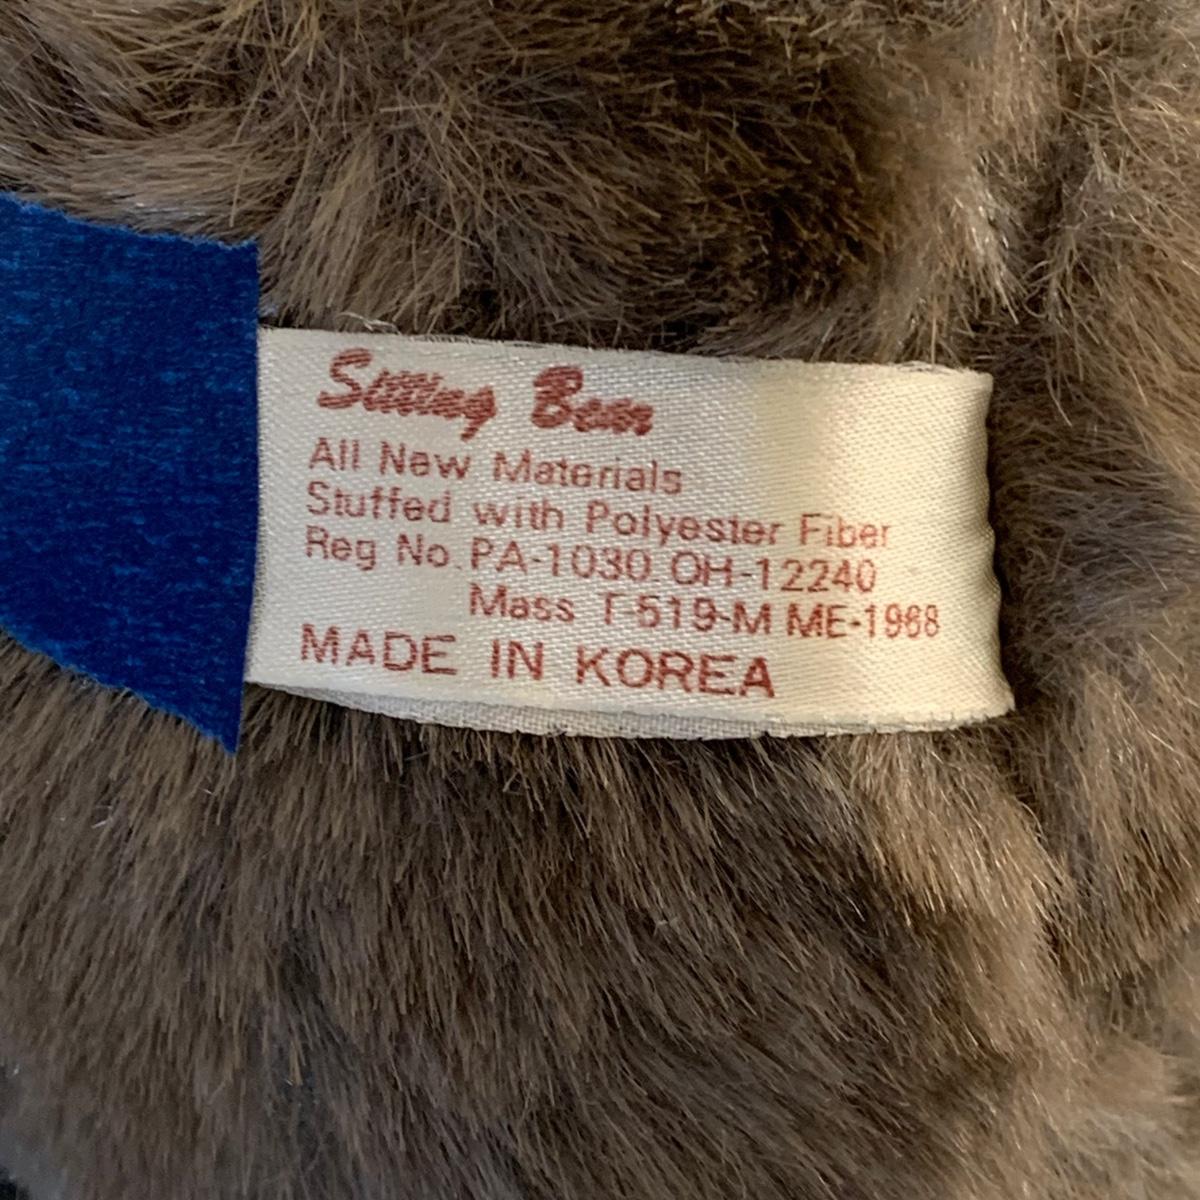 Sitting Bear
All New Materials
Stuffed with Polyester Fiber
Reg No. PA-1030. OH-12240
Mass T-519-M ME-1968
MADE IN KOREA